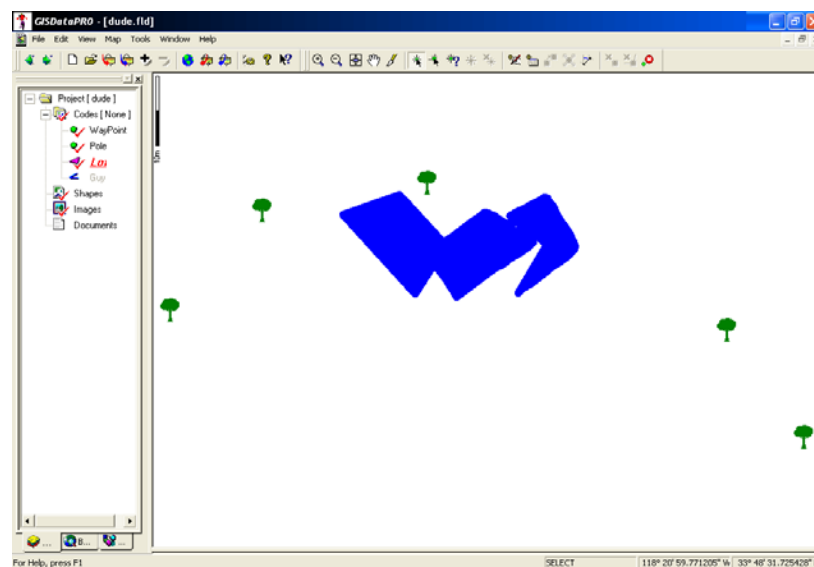 GISDataPRO - [dude.fld]
File Edit View Map Tools Window Help
Project [ dude ]
Codes [ None ]
WayPoint
Pole
Guy
Shapes
Images
Documents
... B... ...
For Help, press F1
SELECT
118° 20' 59.771205" W
33° 48' 31.725428"